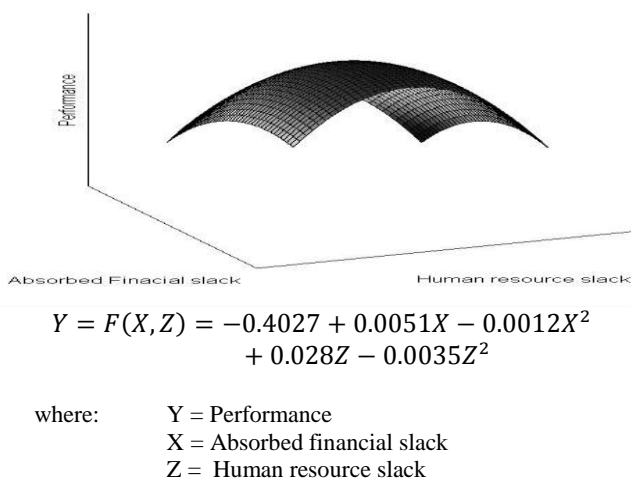 Performance
Absorbed Finacial slack
Human resource slack
𝑌 = 𝐹(𝑋, 𝑍) = −0.4027 + 0.0051𝑋 − 0.0012𝑋²
+ 0.028𝑍 − 0.0035𝑍²
where: Y = Performance
X = Absorbed financial slack
Z = Human resource slack